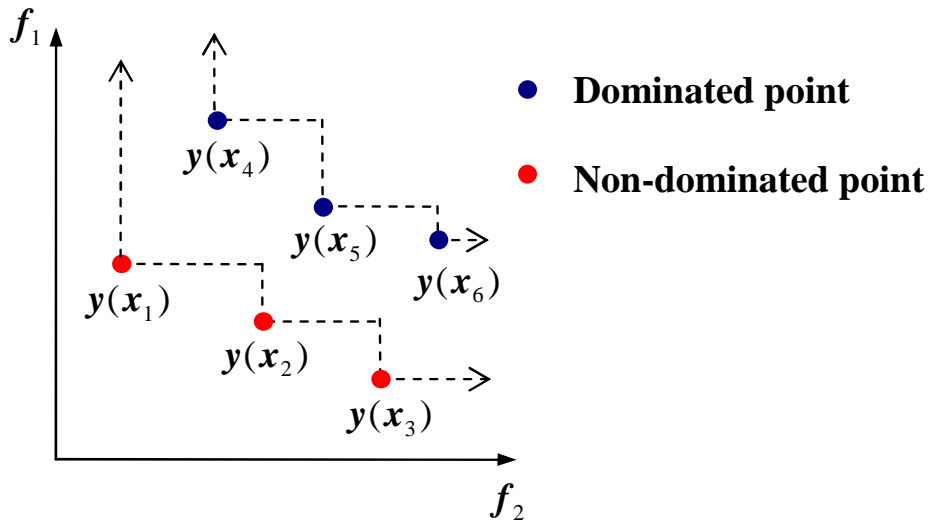 f₁
Dominated point
y(x₄)
Non-dominated point
y(x₅)
y(x₆)
y(x₁)
y(x₂)
y(x₃)
f₂